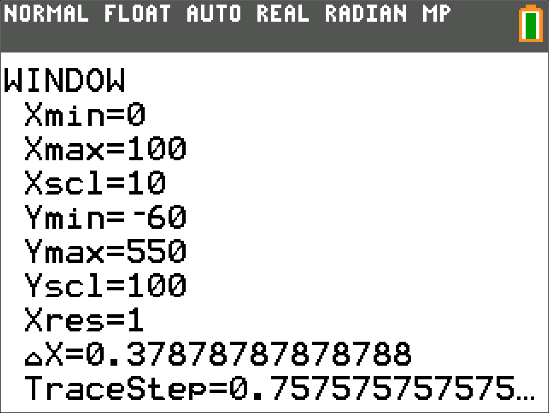 NORMAL FLOAT AUTO REAL RADIAN MP
WINDOW
Xmin=0
Xmax=100
Xscl=10
Ymin=⁻60
Ymax=550
Yscl=100
Xres=1
△X=0.37878787878788
TraceStep=0.757575757575…